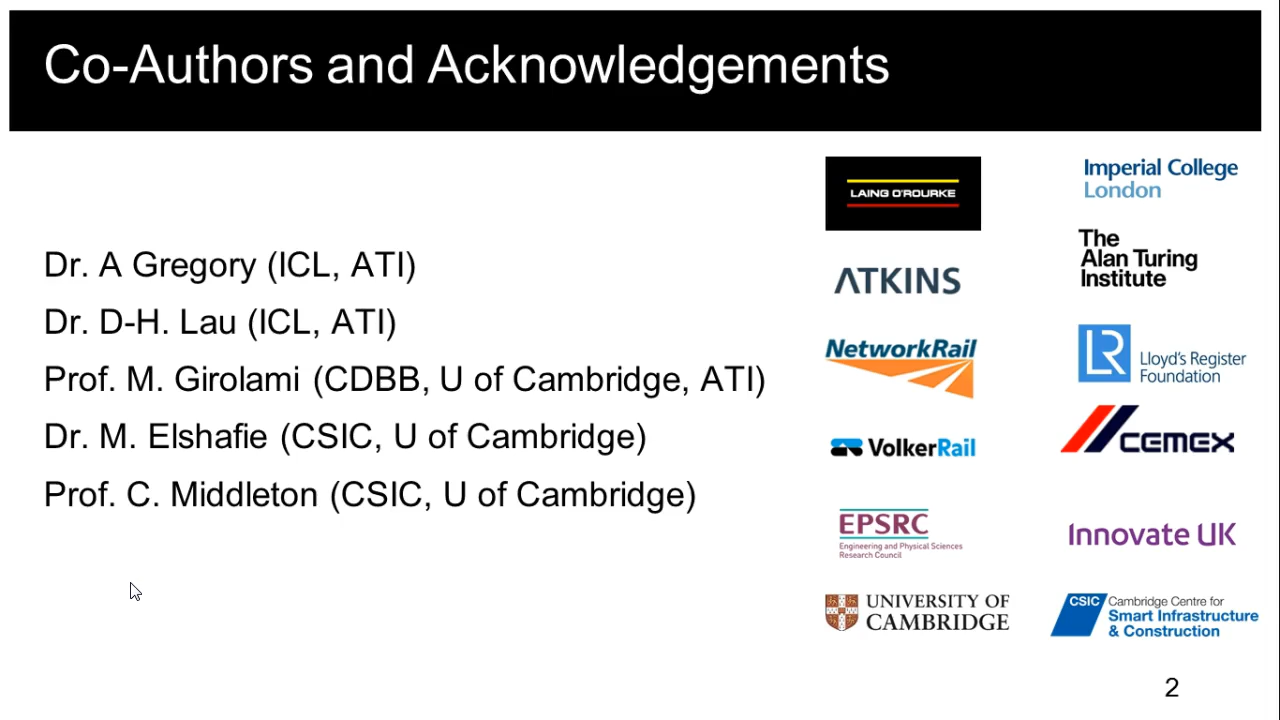 Co-Authors and Acknowledgements
Dr. A Gregory (ICL, ATI)
Dr. D-H. Lau (ICL, ATI)
Prof. M. Girolami (CDBB, U of Cambridge, ATI)
Dr. M. Elshafie (CSIC, U of Cambridge)
Prof. C. Middleton (CSIC, U of Cambridge)
LAING O'ROURKE
Imperial College
London
ATKINS
The
Alan Turing
Institute
NetworkRail
LR
Lloyd's Register
Foundation
VolkerRail
CEMEX
EPSRC
Engineering and Physical Sciences
Research Council
Innovate UK
UNIVERSITY OF
CAMBRIDGE
CSIC
Cambridge Centre for
Smart Infrastructure
& Construction
2